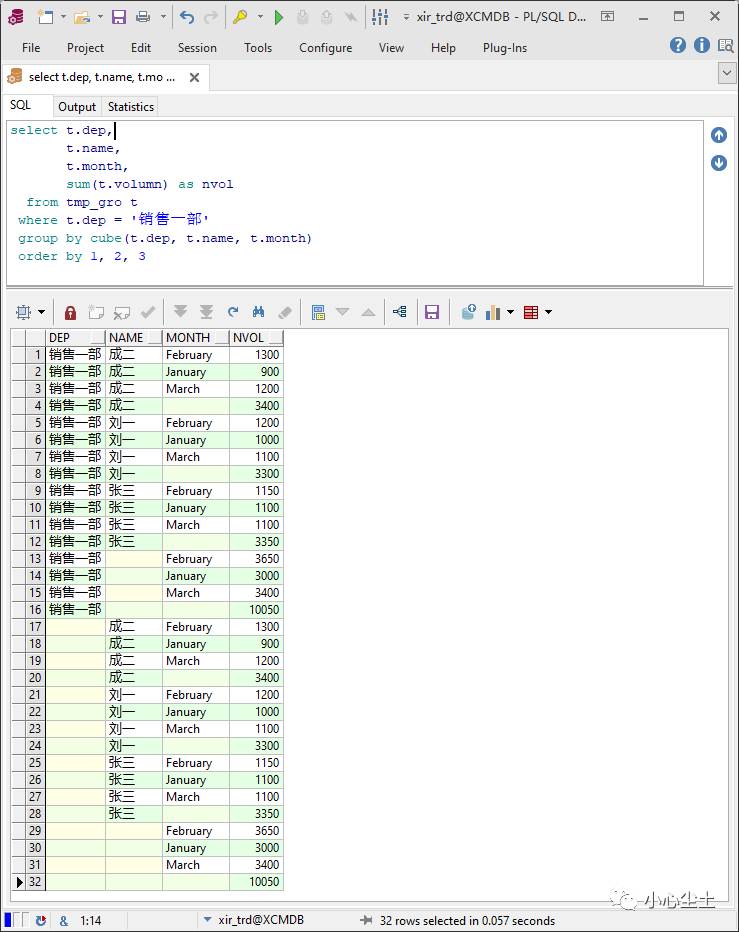 xir_trd@XCMDB - PL/SQL D...
File Project Edit Session Tools Configure View Help Plug-Ins
select t.dep, t.name, t.mo ...
SQL Output Statistics
select t.dep,
t.name,
t.month,
sum(t.volumn) as nvol
from tmp_gro t
where t.dep = '销售一部'
group by cube(t.dep, t.name, t.month)
order by 1, 2, 3
DEP NAME MONTH NVOL
1 销售一部 成二 February 1300
2 销售一部 成二 January 900
3 销售一部 成二 March 1200
4 销售一部 成二 3400
5 销售一部 刘一 February 1200
6 销售一部 刘一 January 1000
7 销售一部 刘一 March 1100
8 销售一部 刘一 3300
9 销售一部 张三 February 1150
10 销售一部 张三 January 1100
11 销售一部 张三 March 1100
12 销售一部 张三 3350
13 销售一部 February 3650
14 销售一部 January 3000
15 销售一部 March 3400
16 销售一部 10050
17 成二 February 1300
18 成二 January 900
19 成二 March 1200
20 成二 3400
21 刘一 February 1200
22 刘一 January 1000
23 刘一 March 1100
24 刘一 3300
25 张三 February 1150
26 张三 January 1100
27 张三 March 1100
28 张三 3350
29 February 3650
30 January 3000
31 March 3400
32 10050
小心尘土
& 1:14 xir_trd@XCMDB 32 rows selected in 0.057 seconds